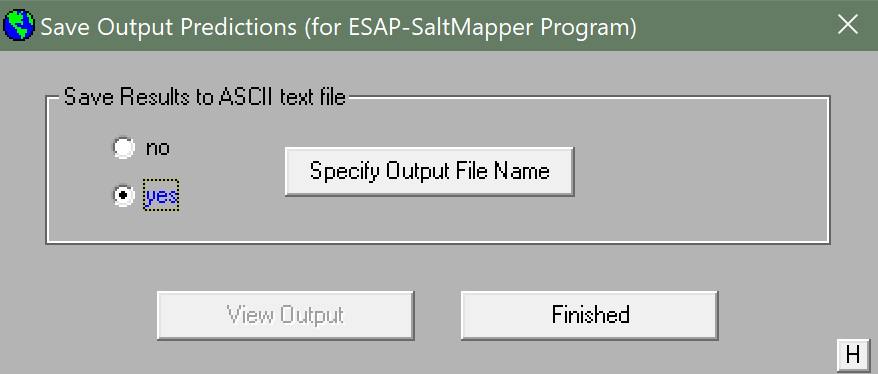 Save Output Predictions (for ESAP-SaltMapper Program)
Save Results to ASCII text file
no
yes
Specify Output File Name
View Output
Finished
H